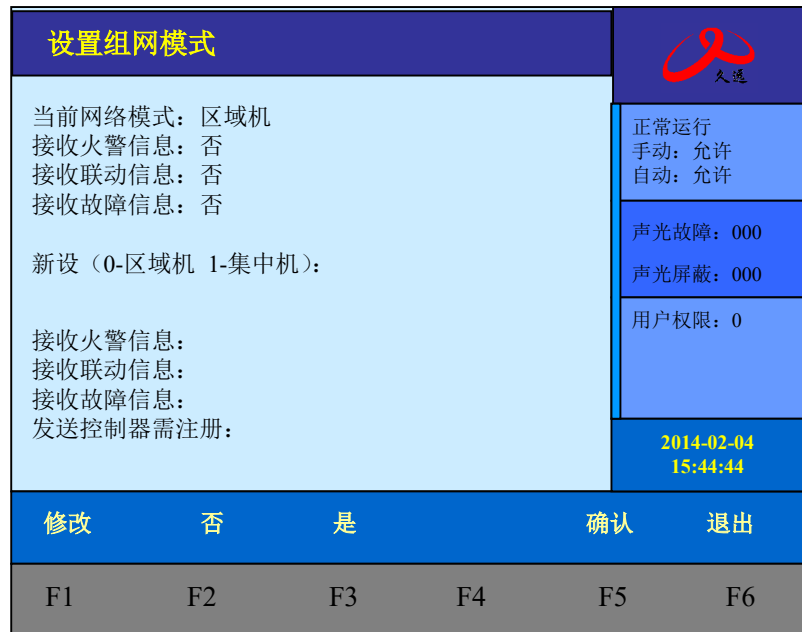 设置组网模式
久通
当前网络模式：区域机
接收火警信息：否
接收联动信息：否
接收故障信息：否
新设（0-区域机 1-集中机）：
接收火警信息：
接收联动信息：
接收故障信息：
发送控制器需注册：
正常运行
手动：允许
自动：允许
声光故障：000
声光屏蔽：000
用户权限：0
2014-02-04
15:44:44
修改 否 是 确认 退出
F1 F2 F3 F4 F5 F6